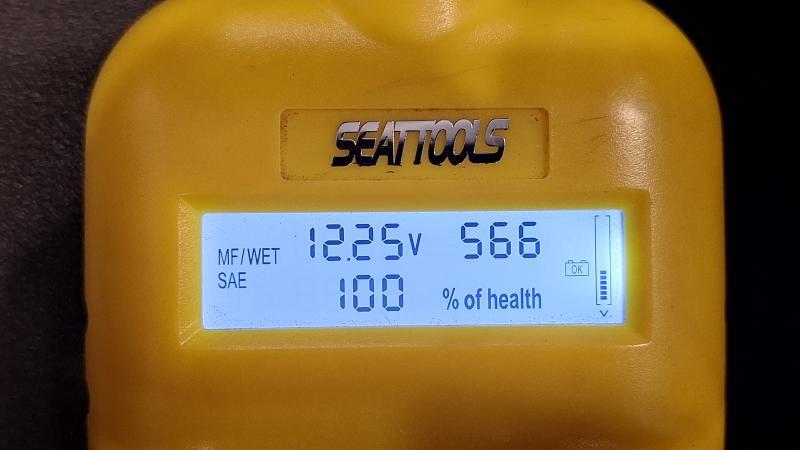 SEATTOOLS
MF/WET 12.25V 566
SAE 100 % of health
OK